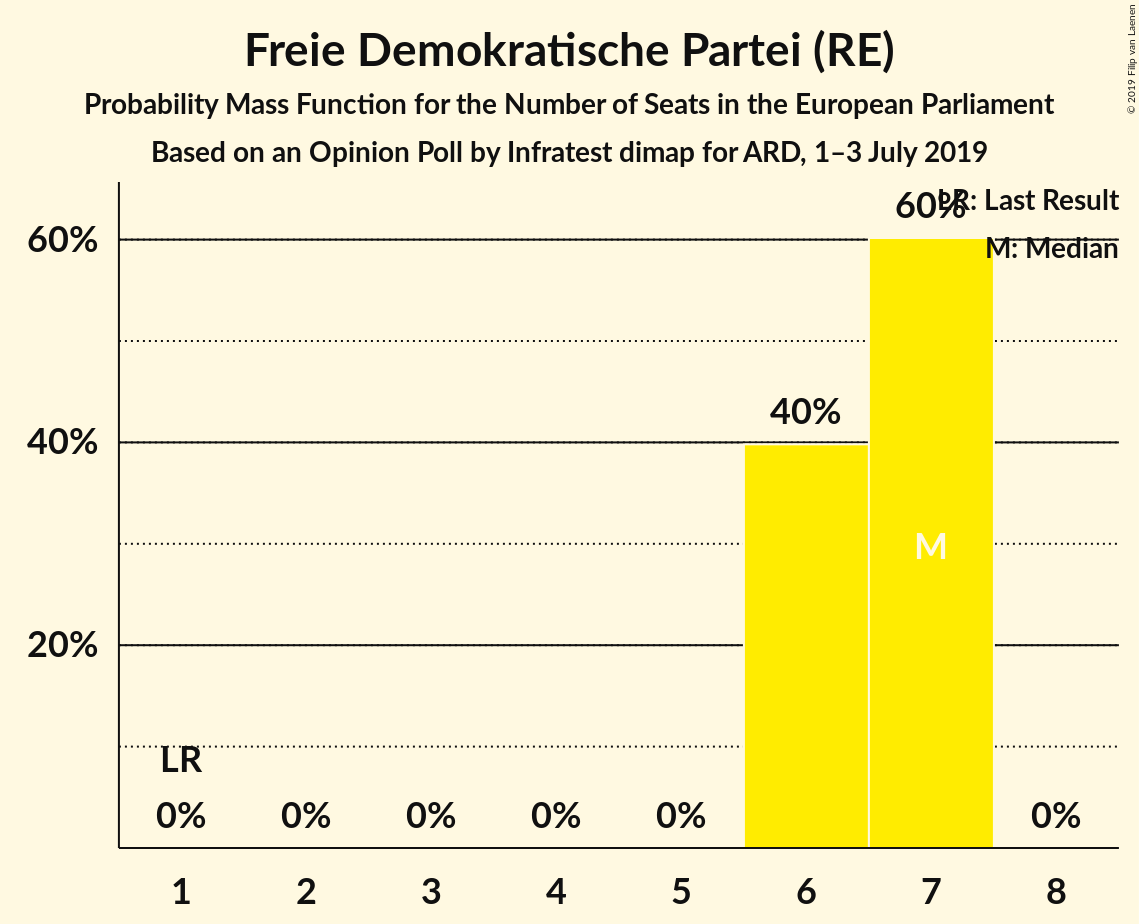 Freie Demokratische Partei (RE)
Probability Mass Function for the Number of Seats in the European Parliament
Based on an Opinion Poll by Infratest dimap for ARD, 1–3 July 2019
© 2019 Filip van Laenen
LR: Last Result
M: Median
60%
40%
20%
60%
40%
M
LR
0% 0% 0% 0% 0% 0%
1 2 3 4 5 6 7 8